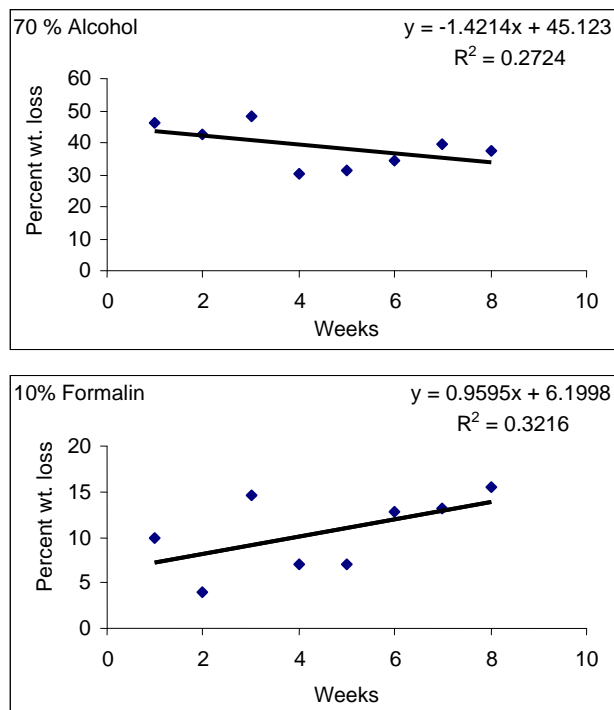 70 % Alcohol
y = -1.4214x + 45.123
R² = 0.2724
Percent wt. loss
60
50
40
30
20
10
0
0 2 4 6 8 10
Weeks
10% Formalin
y = 0.9595x + 6.1998
R² = 0.3216
Percent wt. loss
20
15
10
5
0
0 2 4 6 8 10
Weeks